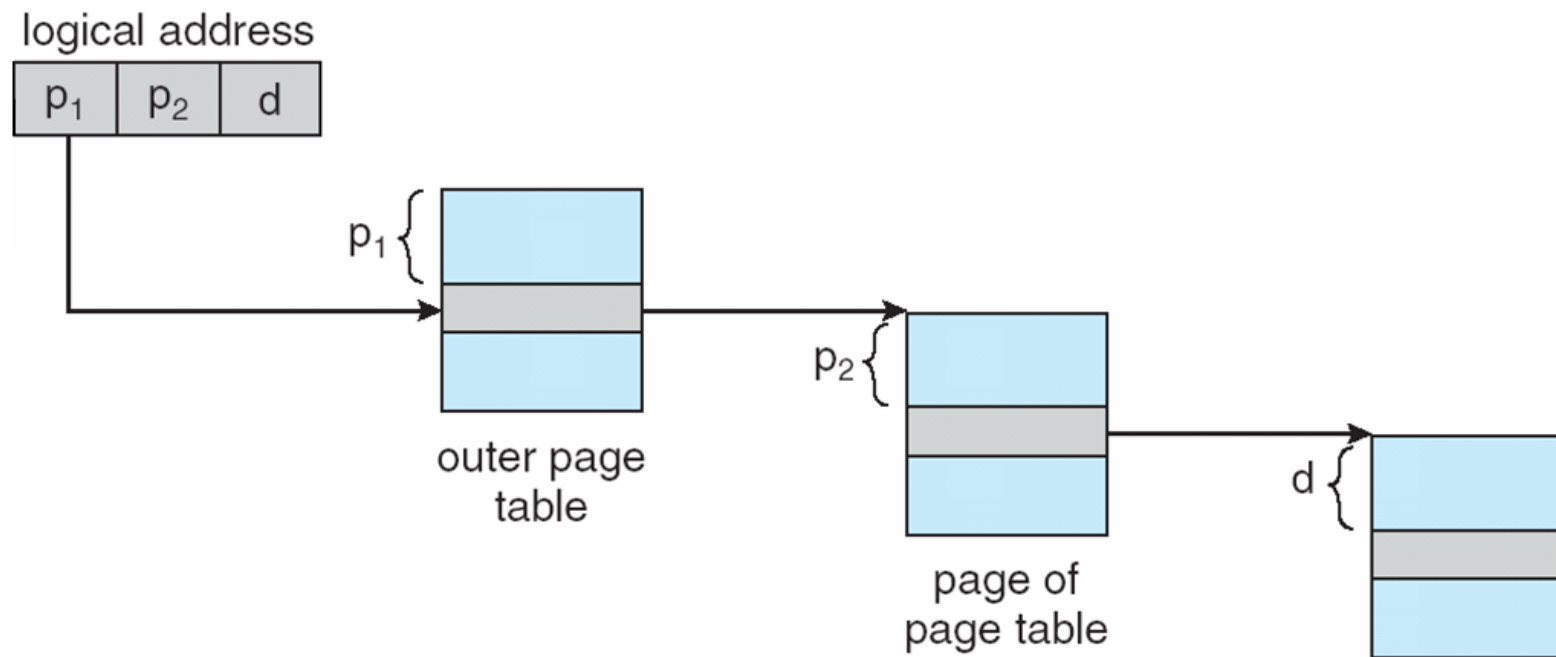 logical address
p₁ p₂ d
p₁
outer page
table
p₂
page of
page table
d